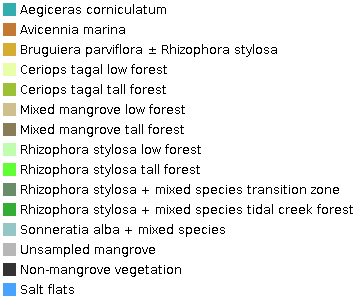 Aegiceras corniculatum
Avicennia marina
Bruguiera parviflora ± Rhizophora stylosa
Ceriops tagal low forest
Ceriops tagal tall forest
Mixed mangrove low forest
Mixed mangrove tall forest
Rhizophora stylosa low forest
Rhizophora stylosa tall forest
Rhizophora stylosa + mixed species transition zone
Rhizophora stylosa + mixed species tidal creek forest
Sonneratia alba + mixed species
Unsampled mangrove
Non-mangrove vegetation
Salt flats